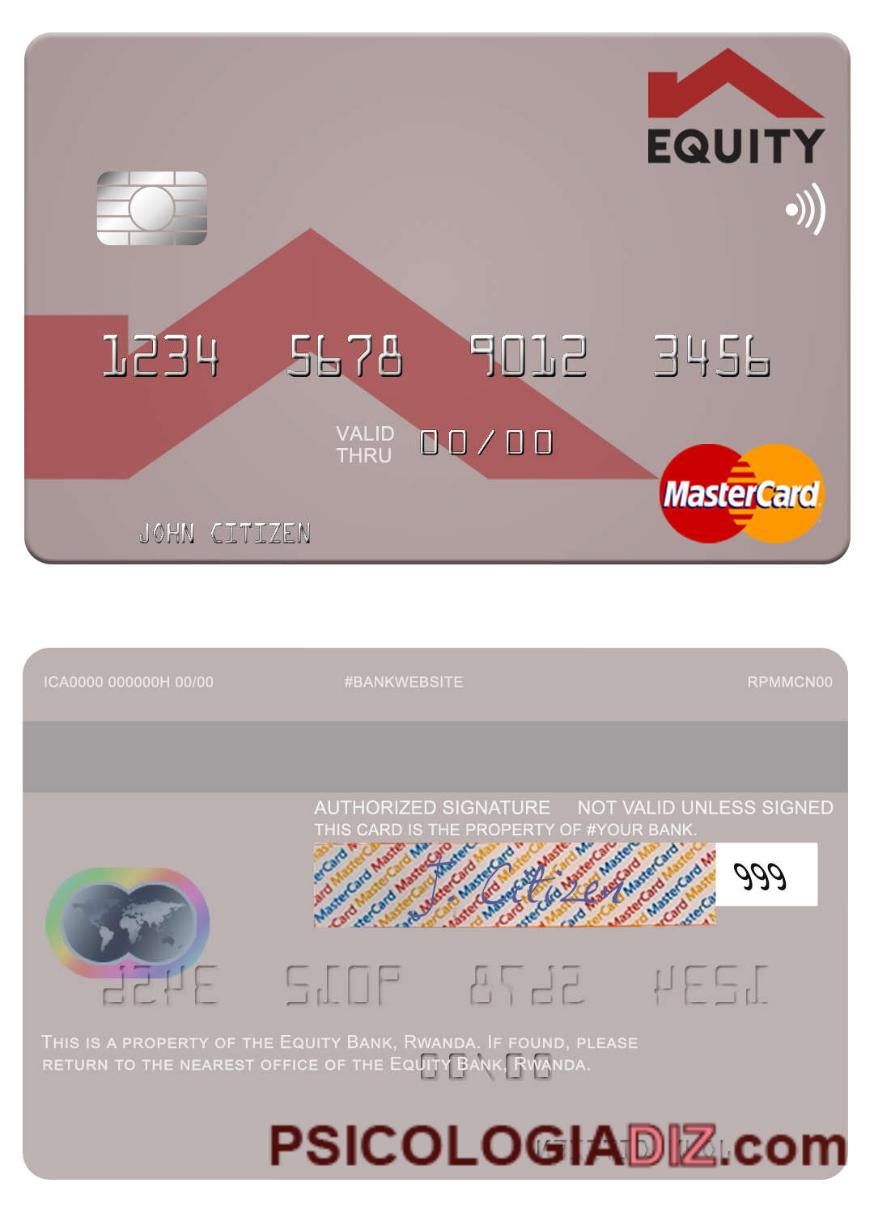 EQUITY
1234 5678 9012 3456
VALID THRU 00/00
MasterCard
JOHN CITIZEN
ICA0000 000000H 00/00 #BANKWEBSITE RPMMCN00
AUTHORIZED SIGNATURE NOT VALID UNLESS SIGNED
THIS CARD IS THE PROPERTY OF #YOUR BANK.
J Citizen 999
THIS IS A PROPERTY OF THE EQUITY BANK, RWANDA. IF FOUND, PLEASE
RETURN TO THE NEAREST OFFICE OF THE EQUITY BANK, RWANDA.
PSICOLOGIADIZ.com